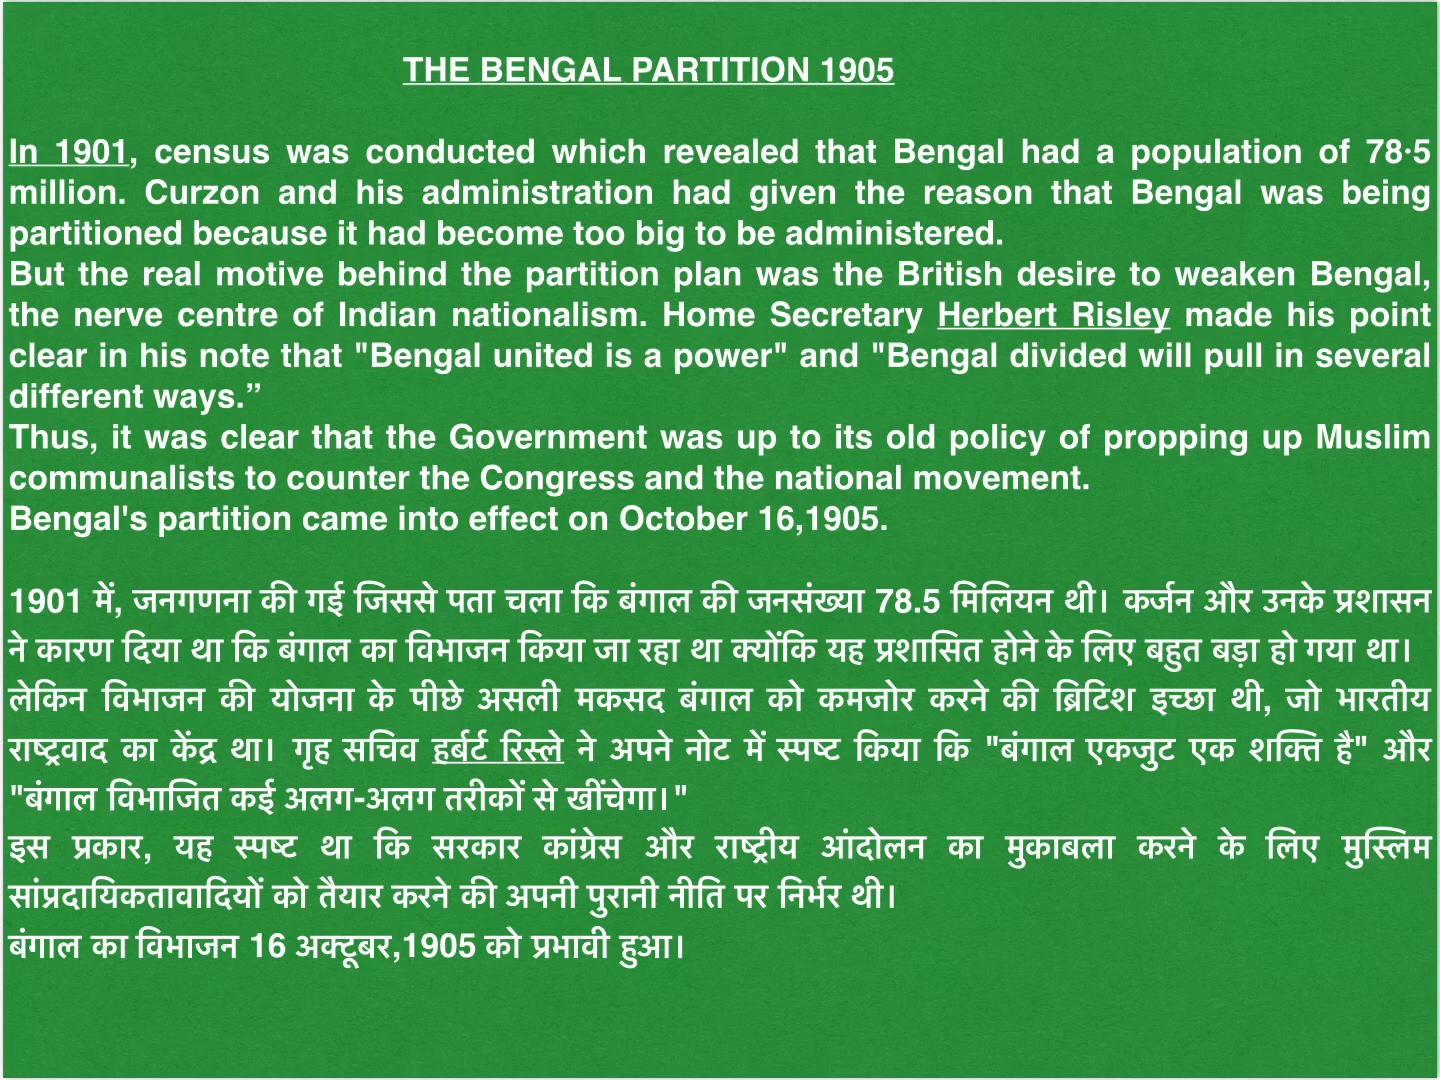 THE BENGAL PARTITION 1905
In 1901, census was conducted which revealed that Bengal had a population of 78·5
million. Curzon and his administration had given the reason that Bengal was being
partitioned because it had become too big to be administered.
But the real motive behind the partition plan was the British desire to weaken Bengal,
the nerve centre of Indian nationalism. Home Secretary Herbert Risley made his point
clear in his note that "Bengal united is a power" and "Bengal divided will pull in several
different ways.”
Thus, it was clear that the Government was up to its old policy of propping up Muslim
communalists to counter the Congress and the national movement.
Bengal's partition came into effect on October 16,1905.
1901 में, जनगणना की गई जिससे पता चला कि बंगाल की जनसंख्या 78.5 मिलियन थी। कर्जन और उनके प्रशासन
ने कारण दिया था कि बंगाल का विभाजन किया जा रहा था क्योंकि यह प्रशासित होने के लिए बहुत बड़ा हो गया था।
लेकिन विभाजन की योजना के पीछे असली मकसद बंगाल को कमजोर करने की ब्रिटिश इच्छा थी, जो भारतीय
राष्ट्रवाद का केंद्र था। गृह सचिव हर्बर्ट रिस्ले ने अपने नोट में स्पष्ट किया कि "बंगाल एकजुट एक शक्ति है" और
"बंगाल विभाजित कई अलग-अलग तरीकों से खींचेगा।"
इस प्रकार, यह स्पष्ट था कि सरकार कांग्रेस और राष्ट्रीय आंदोलन का मुकाबला करने के लिए मुस्लिम
सांप्रदायिकतावादियों को तैयार करने की अपनी पुरानी नीति पर निर्भर थी।
बंगाल का विभाजन 16 अक्टूबर,1905 को प्रभावी हुआ।